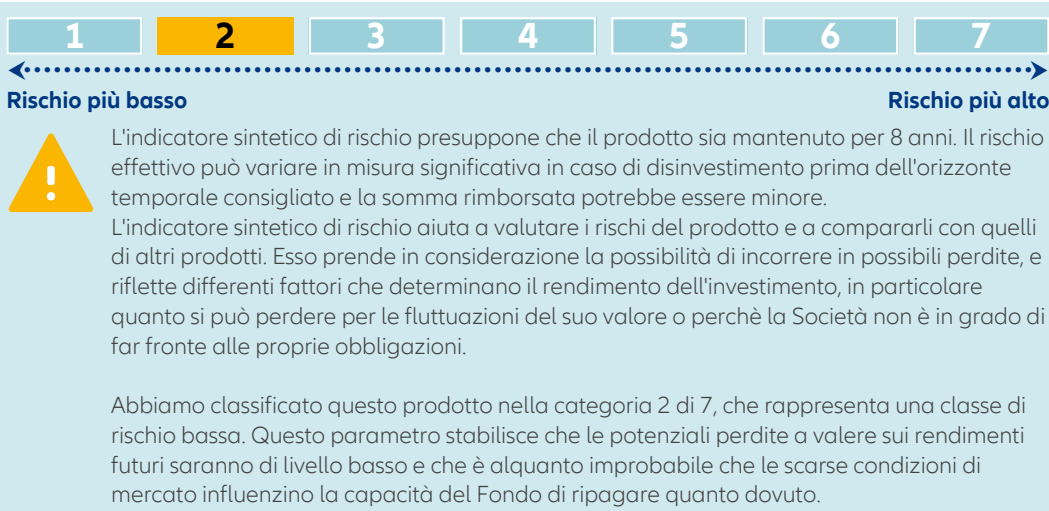 1 2 3 4 5 6 7
Rischio più basso Rischio più alto
L'indicatore sintetico di rischio presuppone che il prodotto sia mantenuto per 8 anni. Il rischio
effettivo può variare in misura significativa in caso di disinvestimento prima dell'orizzonte
temporale consigliato e la somma rimborsata potrebbe essere minore.
L'indicatore sintetico di rischio aiuta a valutare i rischi del prodotto e a compararli con quelli
di altri prodotti. Esso prende in considerazione la possibilità di incorrere in possibili perdite, e
riflette differenti fattori che determinano il rendimento dell'investimento, in particolare
quanto si può perdere per le fluttuazioni del suo valore o perchè la Società non è in grado di
far fronte alle proprie obbligazioni.
Abbiamo classificato questo prodotto nella categoria 2 di 7, che rappresenta una classe di
rischio bassa. Questo parametro stabilisce che le potenziali perdite a valere sui rendimenti
futuri saranno di livello basso e che è alquanto improbabile che le scarse condizioni di
mercato influenzino la capacità del Fondo di ripagare quanto dovuto.